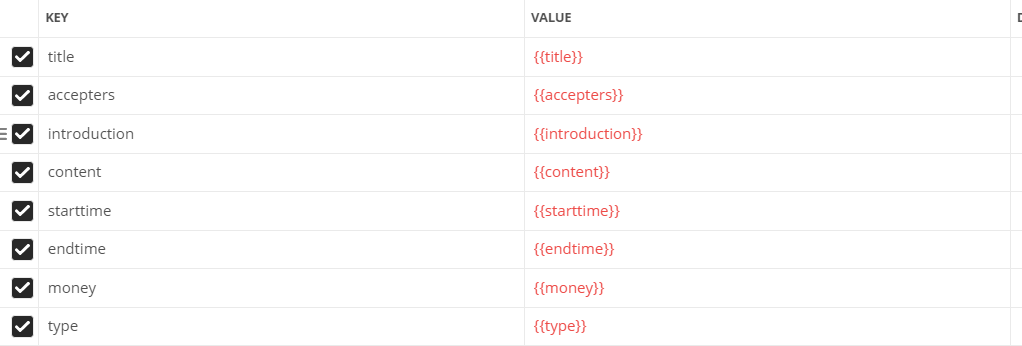 KEY VALUE
title {{title}}
accepters {{accepters}}
introduction {{introduction}}
content {{content}}
starttime {{starttime}}
endtime {{endtime}}
money {{money}}
type {{type}}